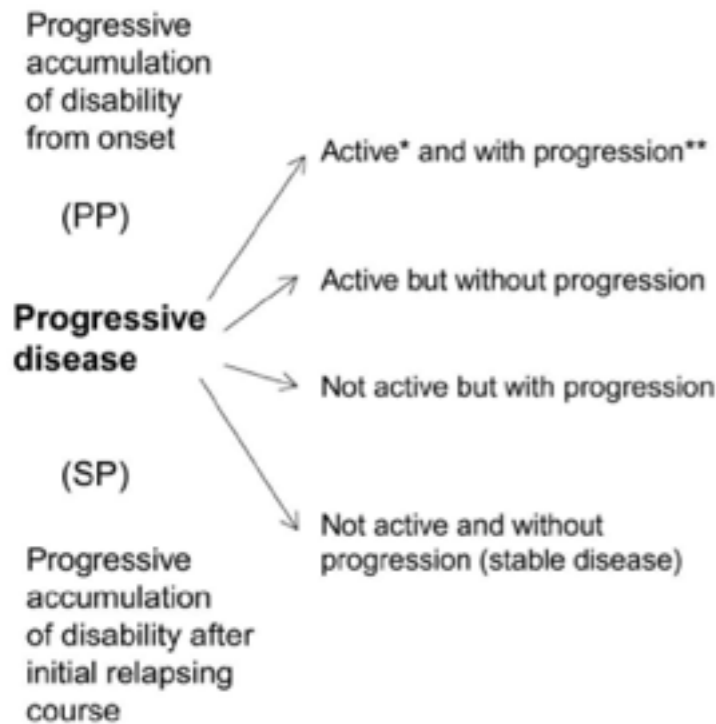 Progressive
accumulation
of disability
from onset
(PP)
Progressive
disease
(SP)
Progressive
accumulation
of disability after
initial relapsing
course
Active* and with progression**
Active but without progression
Not active but with progression
Not active and without
progression (stable disease)